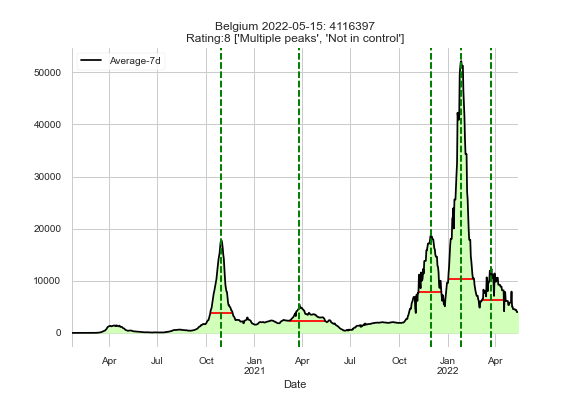 Belgium 2022-05-15: 4116397
Rating:8 ['Multiple peaks', 'Not in control']
Average-7d
50000
40000
30000
20000
10000
0
Apr Jul Oct Jan Apr Jul Oct Jan Apr
2021 2022
Date